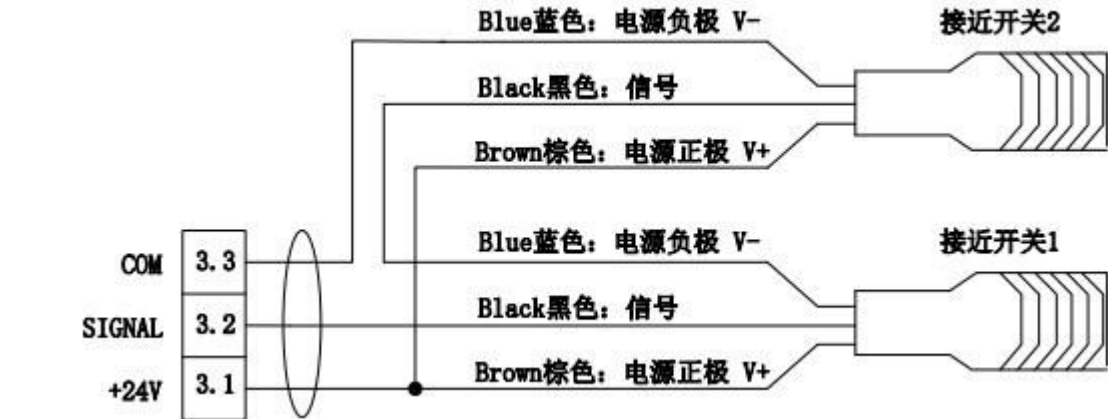 Blue蓝色：电源负极 V-
接近开关2
Black黑色：信号
Brown棕色：电源正极 V+
Blue蓝色：电源负极 V-
接近开关1
COM 3.3
Black黑色：信号
SIGNAL 3.2
Brown棕色：电源正极 V+
+24V 3.1